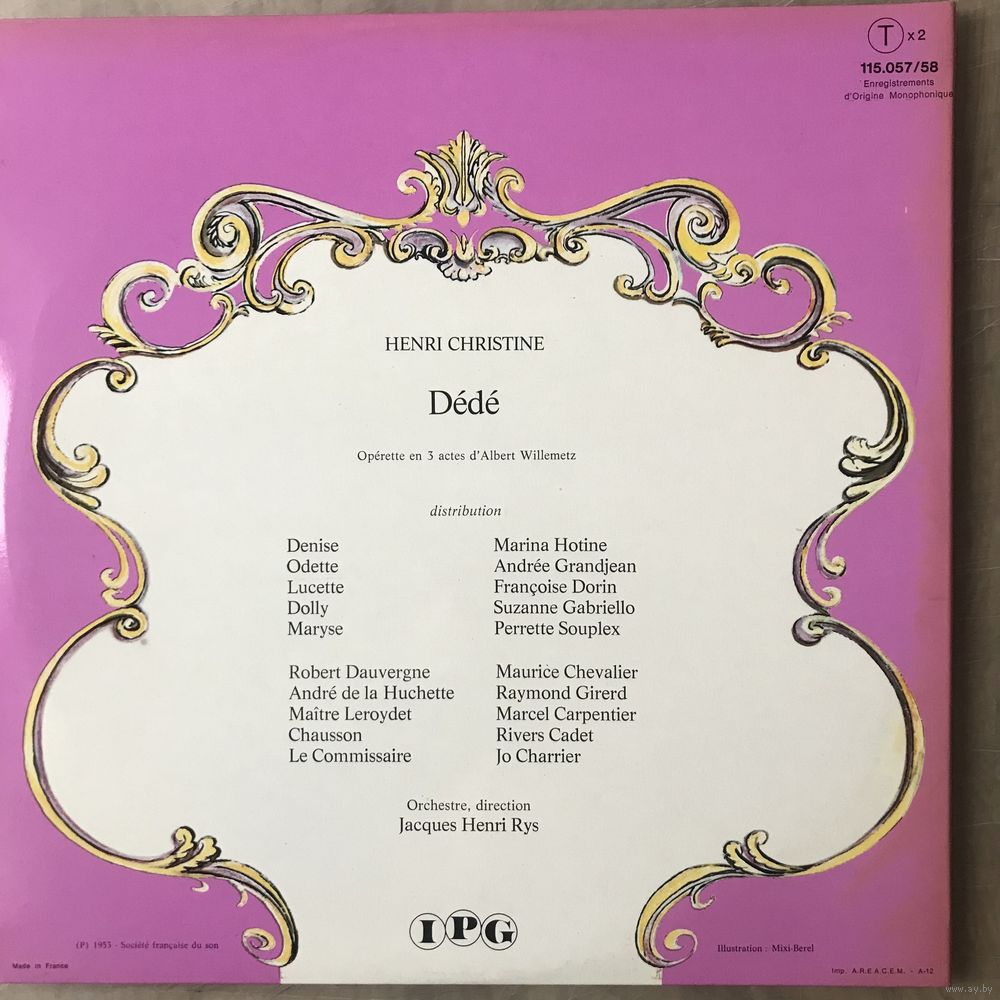 T x 2
115.057/58
Enregistrements
d'Origine Monophonique
HENRI CHRISTINE
Dédé
Opérette en 3 actes d'Albert Willemetz
distribution
Denise Marina Hotine
Odette Andrée Grandjean
Lucette Françoise Dorin
Dolly Suzanne Gabriello
Maryse Perrette Souplex
Robert Dauvergne Maurice Chevalier
André de la Huchette Raymond Girerd
Maître Leroydet Marcel Carpentier
Chausson Rivers Cadet
Le Commissaire Jo Charrier
Orchestre, direction
Jacques Henri Rys
IPG
(P) 1953 - Société française du son
Illustration : Mixi-Berel
Made in France
Imp. A.R.E.A.C.E.M. - A-12
www.ay.by